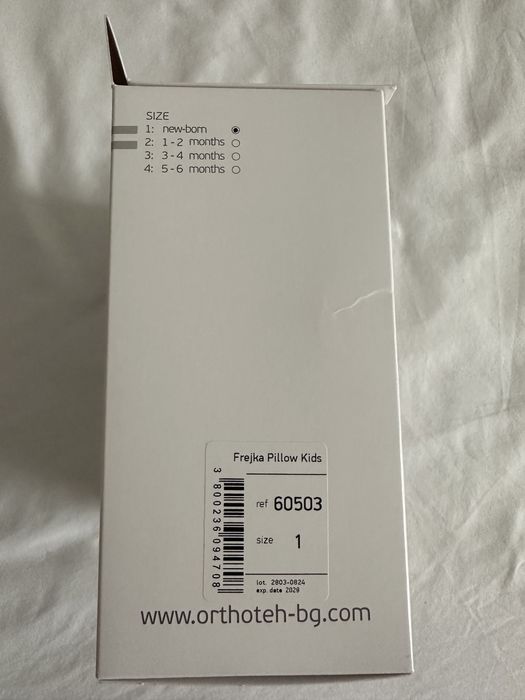 SIZE
1: new-born
2: 1-2 months
3: 3-4 months
4: 5-6 months
Frejka Pillow Kids
ref 60503
size 1
lot. 2803-0824
exp. date 2029
3 800236 094708
www.orthoteh-bg.com